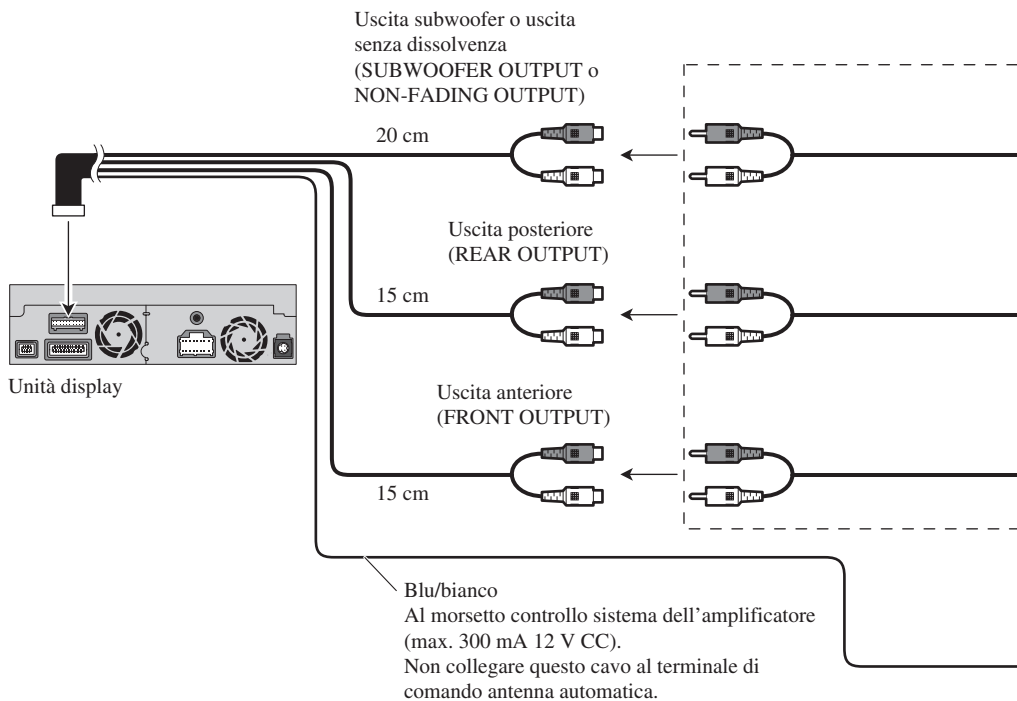 Uscita subwoofer o uscita
senza dissolvenza
(SUBWOOFER OUTPUT o
NON-FADING OUTPUT)
20 cm
Uscita posteriore
(REAR OUTPUT)
15 cm
Unità display
Uscita anteriore
(FRONT OUTPUT)
15 cm
Blu/bianco
Al morsetto controllo sistema dell’amplificatore
(max. 300 mA 12 V CC).
Non collegare questo cavo al terminale di
comando antenna automatica.